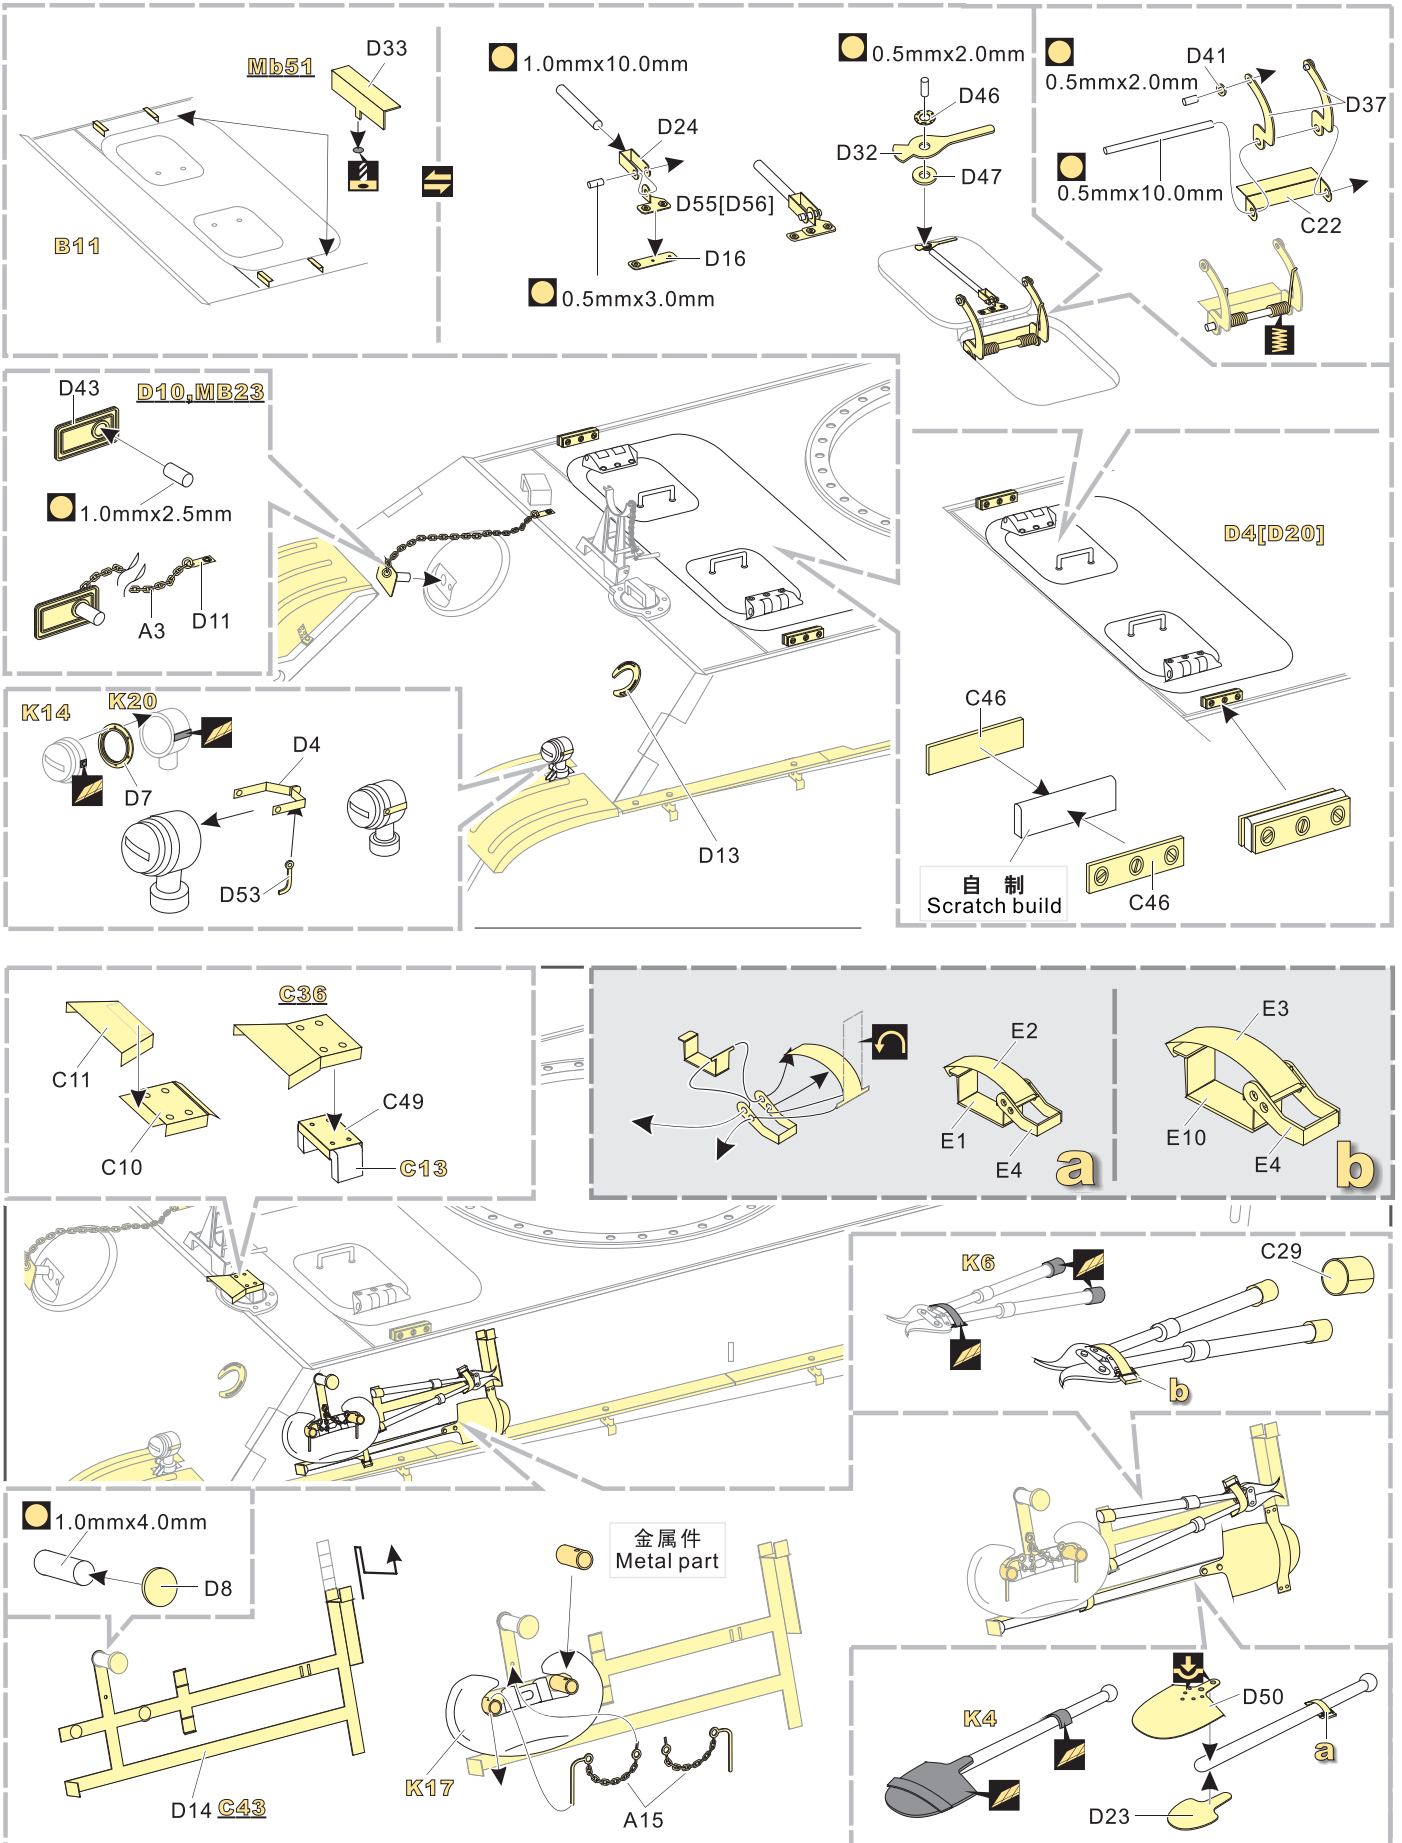 Mb51
D33
B11
1.0mmx10.0mm
D24
D55[D56]
D16
0.5mmx3.0mm
0.5mmx2.0mm
D46
D32
D47
0.5mmx2.0mm
D41
D37
0.5mmx10.0mm
C22
D43
D10,MB23
1.0mmx2.5mm
A3
D11
K14
K20
D7
D4
D53
D13
D4[D20]
C46
自 制
Scratch build
C46
C36
C11
C10
C49
C13
E2
E1
E4
a
E3
E10
E4
b
K6
C29
b
1.0mmx4.0mm
D8
D14 C43
金属件
Metal part
K17
A15
K4
D50
a
D23